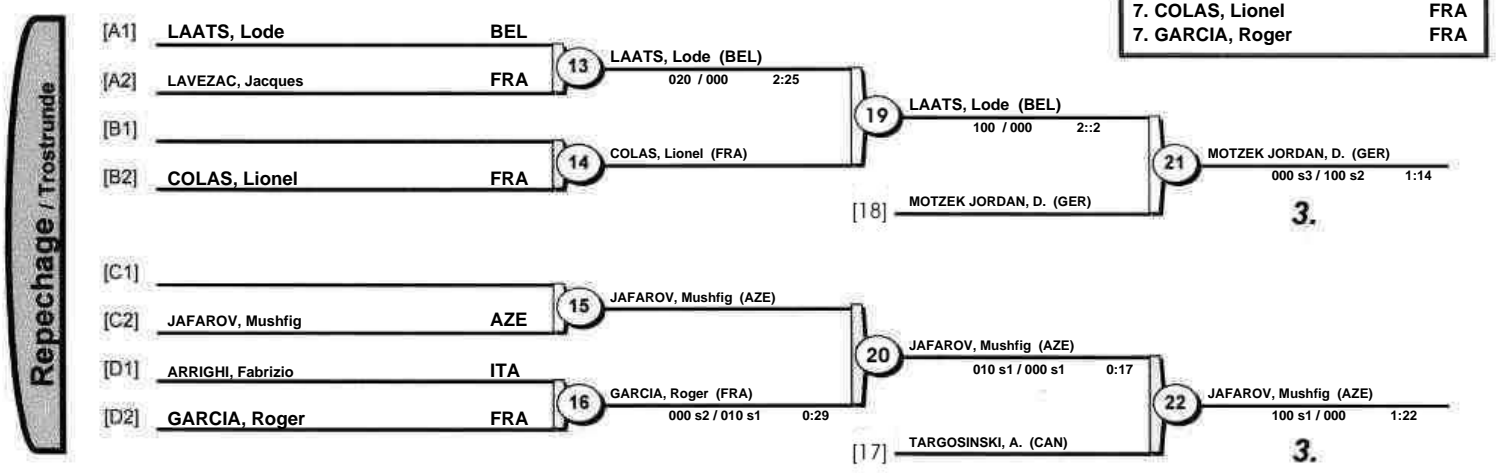 7. COLAS, Lionel FRA
7. GARCIA, Roger FRA
Repechage / Trostrunde
[A1] LAATS, Lode BEL
13 LAATS, Lode (BEL)
020 / 000 2:25
[A2] LAVEZAC, Jacques FRA
19 LAATS, Lode (BEL)
100 / 000 2::2
[B1]
14 COLAS, Lionel (FRA)
[B2] COLAS, Lionel FRA
21 MOTZEK JORDAN, D. (GER)
000 s3 / 100 s2 1:14
[18] MOTZEK JORDAN, D. (GER)
3.
[C1]
15 JAFAROV, Mushfig (AZE)
[C2] JAFAROV, Mushfig AZE
20 JAFAROV, Mushfig (AZE)
010 s1 / 000 s1 0:17
[D1] ARRIGHI, Fabrizio ITA
16 GARCIA, Roger (FRA)
000 s2 / 010 s1 0:29
[D2] GARCIA, Roger FRA
22 JAFAROV, Mushfig (AZE)
100 s1 / 000 1:22
[17] TARGOSINSKI, A. (CAN)
3.